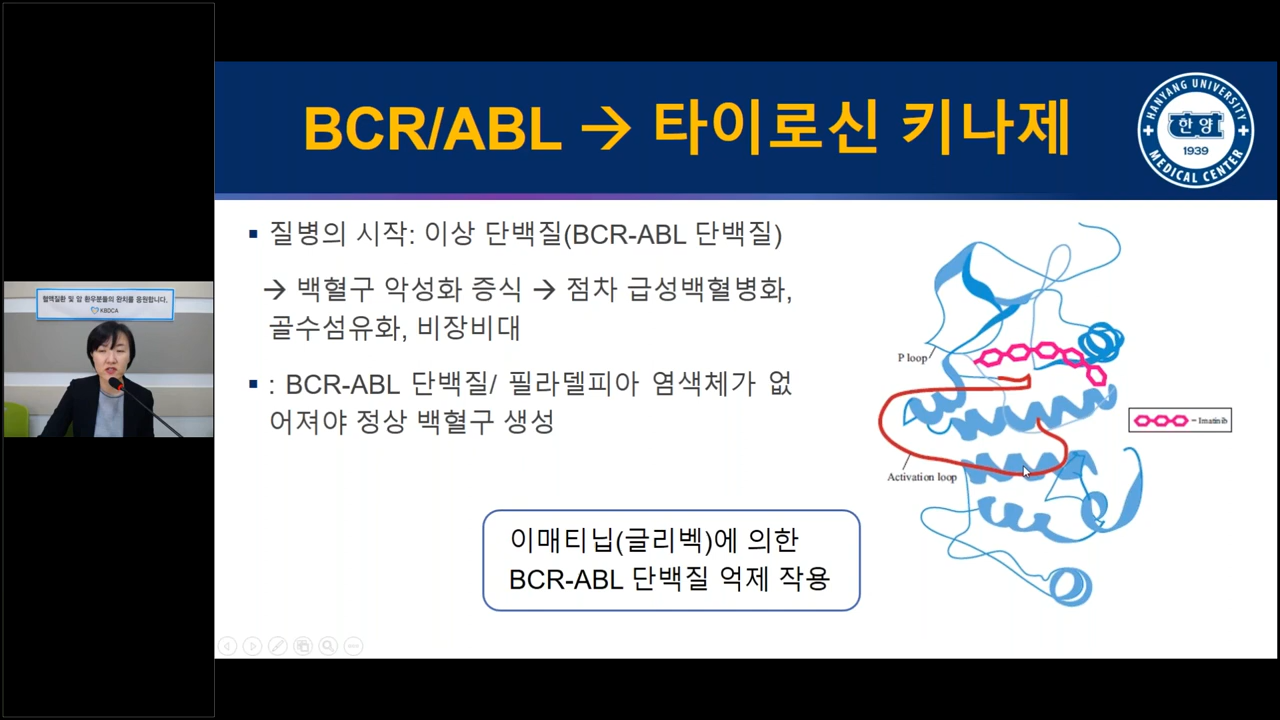 BCR/ABL → 타이로신 키나제
HANYANG UNIVERSITY
한양
1939
MEDICAL CENTER
▪ 질병의 시작: 이상 단백질(BCR-ABL 단백질)
→ 백혈구 악성화 증식 → 점차 급성백혈병화,
골수섬유화, 비장비대
▪ : BCR-ABL 단백질/ 필라델피아 염색체가 없
어져야 정상 백혈구 생성
P loop
= Imatinib
Activation loop
이매티닙(글리벡)에 의한
BCR-ABL 단백질 억제 작용
혈액질환 및 암 환우분들의 완치를 응원합니다.
KBDCA